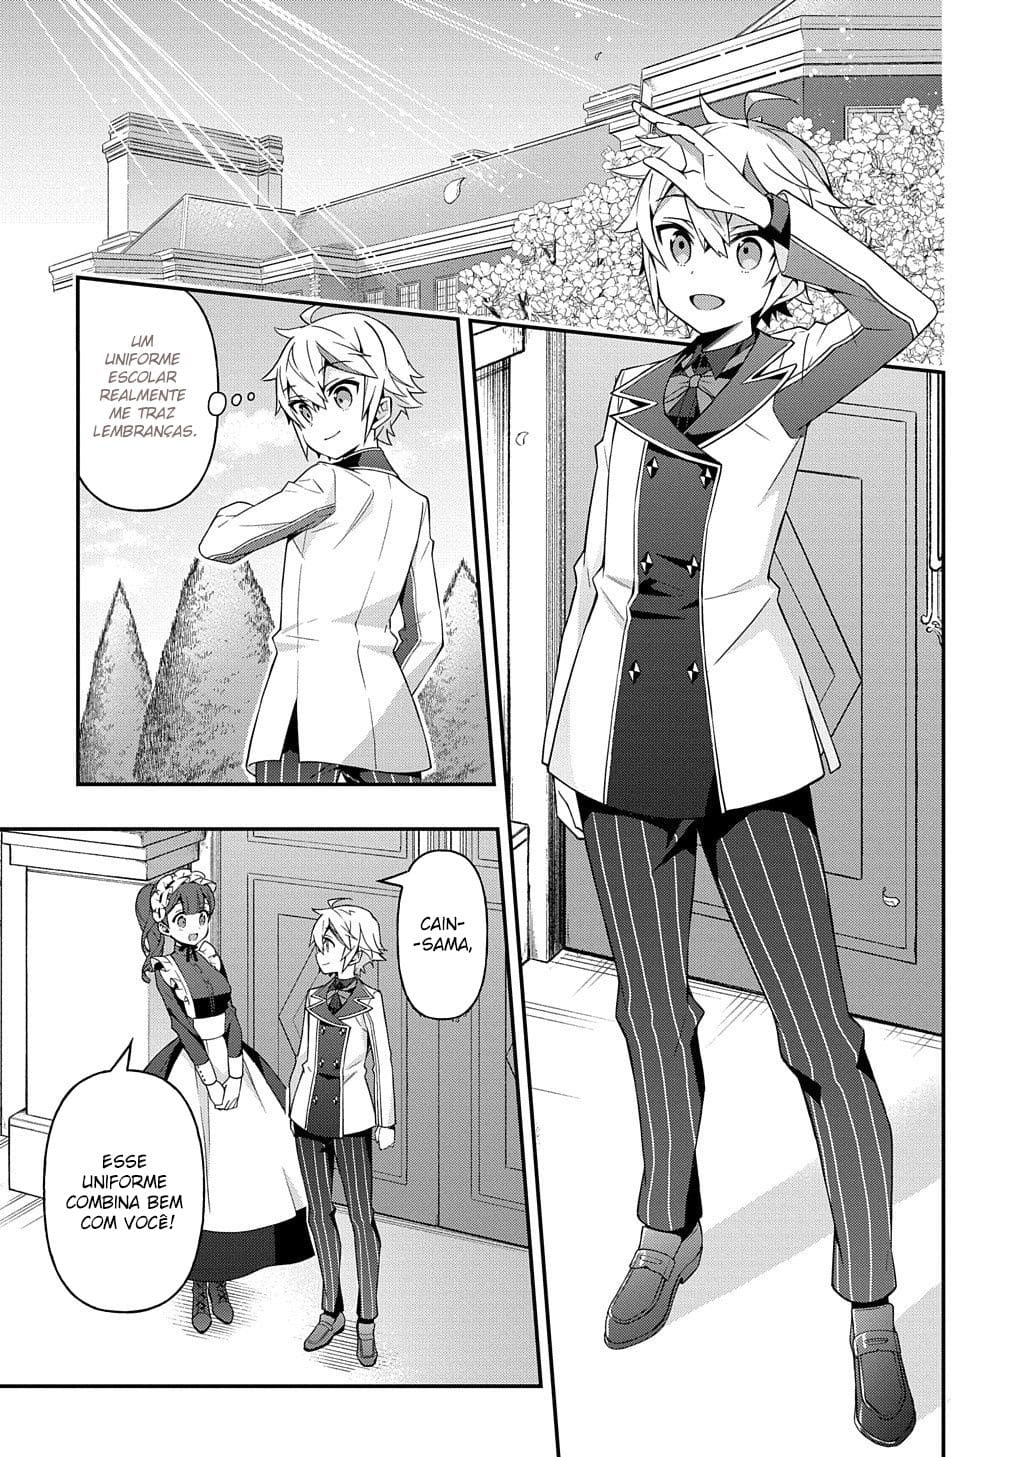 UM
UNIFORME
ESCOLAR
REALMENTE
ME TRAZ
LEMBRANÇAS.
CAIN-
-SAMA,
ESSE
UNIFORME
COMBINA BEM
COM VOCÊ!